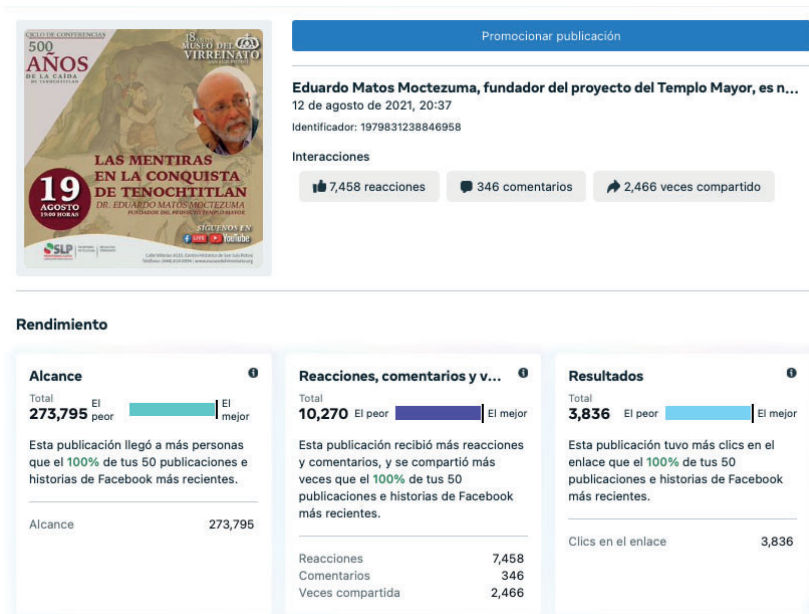 CICLO DE CONFERENCIAS
500
AÑOS
DE LA CAÍDA
DE TENOCHTITLAN
MUSEO DEL
VIRREINATO
LAS MENTIRAS
EN LA CONQUISTA
DE TENOCHTITLAN
DR. EDUARDO MATOS MOCTEZUMA
FUNDADOR DEL PROYECTO TEMPLO MAYOR
19
AGOSTO
19:00 HORAS
SÍGUENOS EN
LIVE YouTube
SLP
Promocionar publicación
Eduardo Matos Moctezuma, fundador del proyecto del Templo Mayor, es n...
12 de agosto de 2021, 20:37
Identificador: 1979831238846958
Interacciones
7,458 reacciones
346 comentarios
2,466 veces compartido
Rendimiento
Alcance
Total
273,795 El peor El mejor
Esta publicación llegó a más personas
que el 100% de tus 50 publicaciones e
historias de Facebook más recientes.
Alcance 273,795
Reacciones, comentarios y v...
Total
10,270 El peor El mejor
Esta publicación recibió más reacciones
y comentarios, y se compartió más
veces que el 100% de tus 50
publicaciones e historias de Facebook
más recientes.
Reacciones 7,458
Comentarios 346
Veces compartida 2,466
Resultados
Total
3,836 El peor El mejor
Esta publicación tuvo más clics en el
enlace que el 100% de tus 50
publicaciones e historias de Facebook
más recientes.
Clics en el enlace 3,836